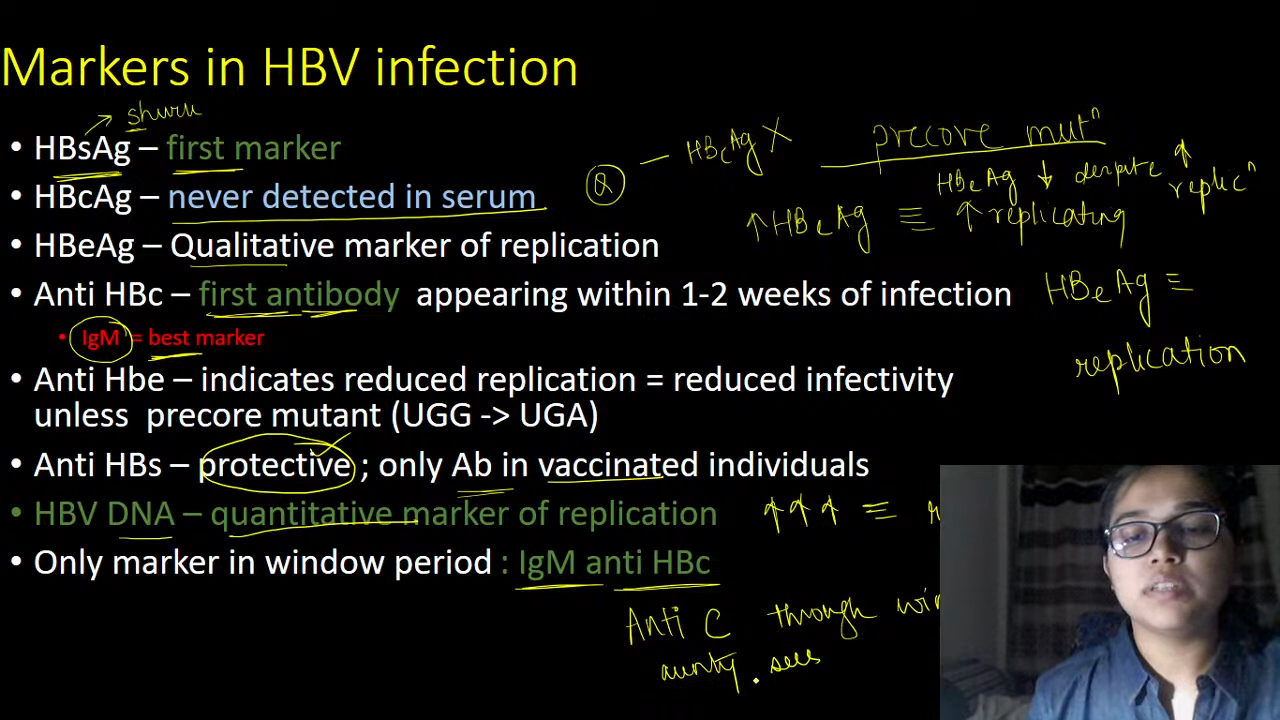 Markers in HBV infection
shuru
• HBsAg – first marker
• HBcAg – never detected in serum
• HBeAg – Qualitative marker of replication
• Anti HBc – first antibody appearing within 1-2 weeks of infection
• IgM = best marker
• Anti Hbe – indicates reduced replication = reduced infectivity
unless precore mutant (UGG -> UGA)
• Anti HBs – protective ; only Ab in vaccinated individuals
• HBV DNA – quantitative marker of replication
• Only marker in window period : IgM anti HBc
Q — HBcAg X
precore mutⁿ
HBeAg ↓ despite ↑
replicⁿ
↑HBeAg ≡ ↑replicating
HBeAg ≡
replication
↑↑↑ ≡
Anti C through
aunty sees